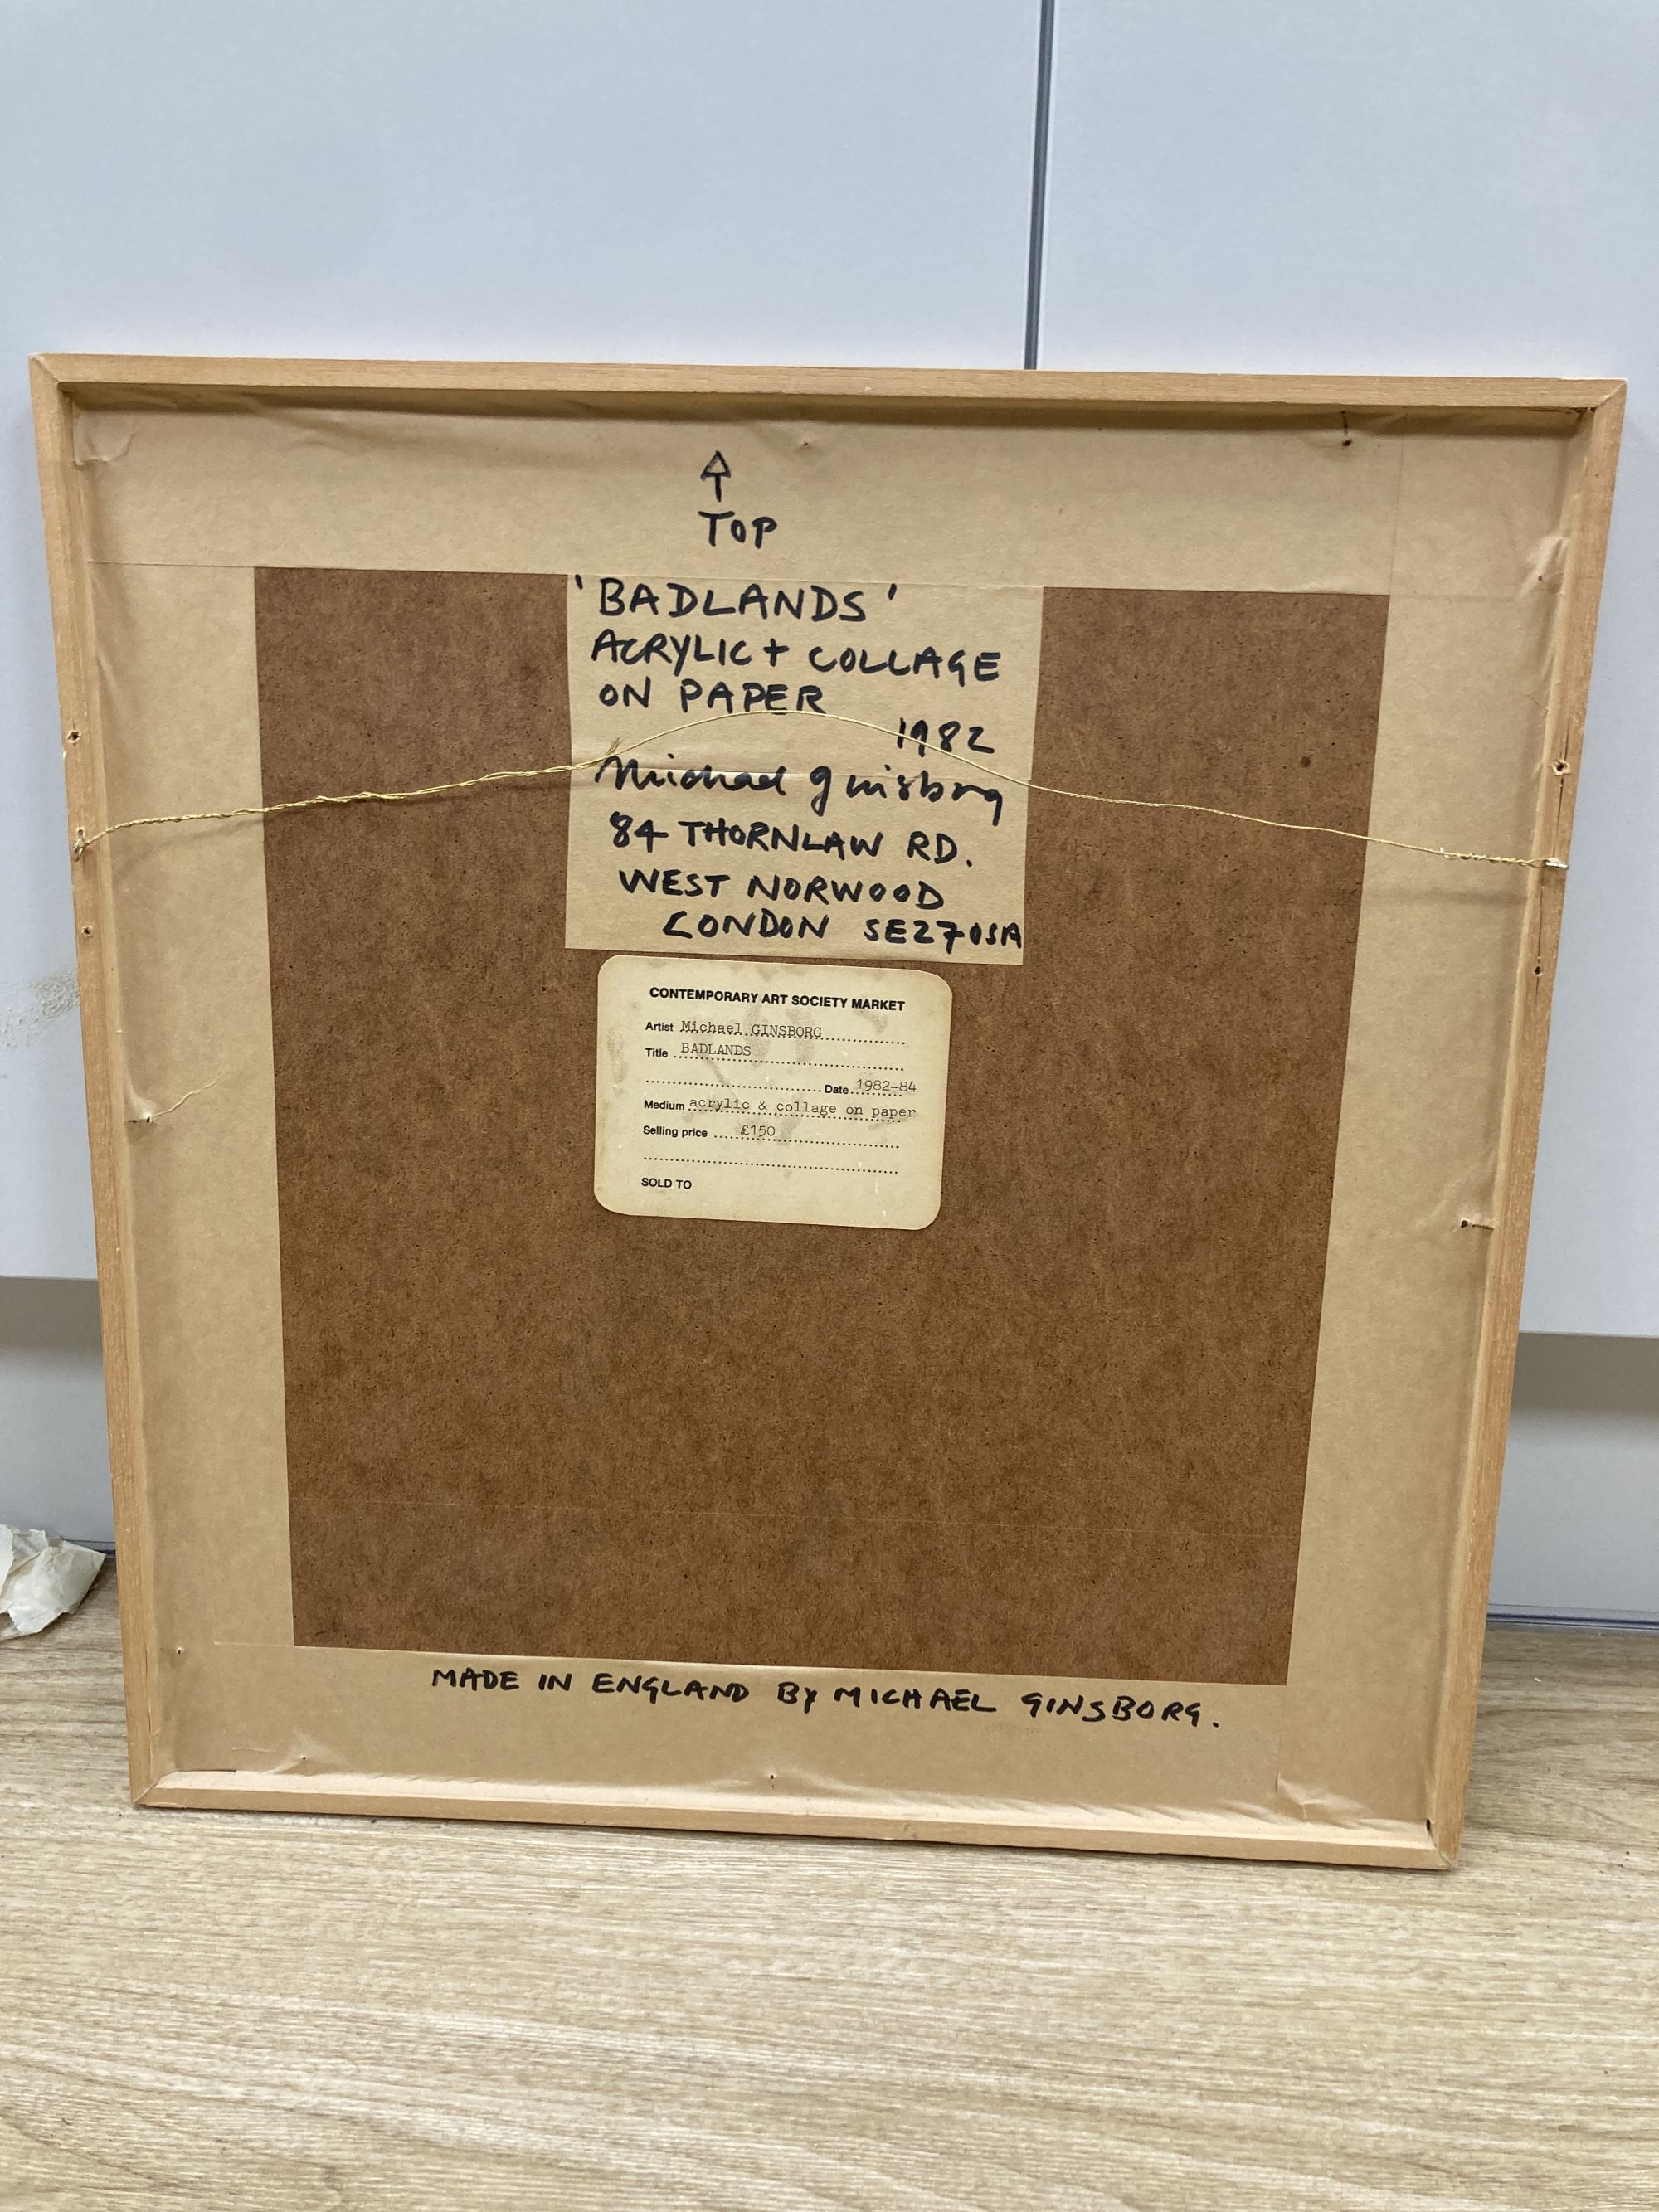 TOP
'BADLANDS'
ACRYLIC + COLLAGE
ON PAPER
1982
Michael Ginsborg
84 THORNLAW RD.
WEST NORWOOD
LONDON SE27 0SA
CONTEMPORARY ART SOCIETY MARKET
Artist Michael GINSBORG
Title BADLANDS
Date 1982-84
Medium acrylic & collage on paper
Selling price £150
SOLD TO
MADE IN ENGLAND BY MICHAEL GINSBORG.